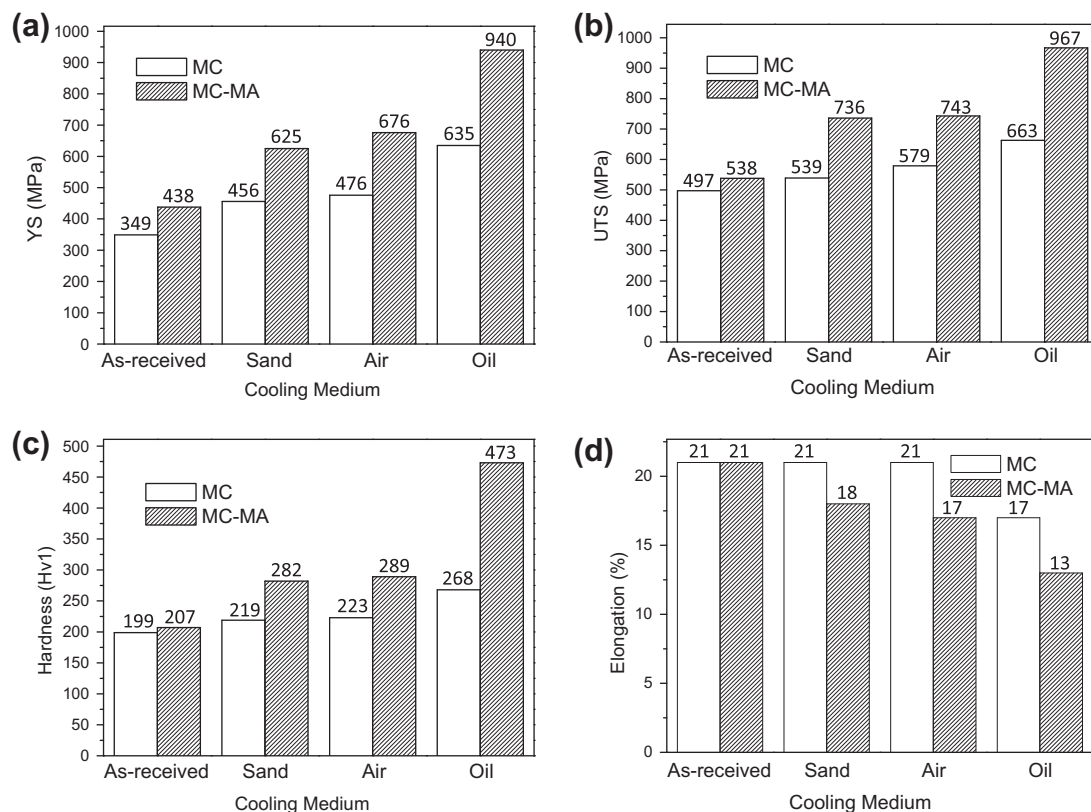 (a)
1000
900
800
700
600
500
400
300
200
100
0
YS (MPa)
MC
MC-MA
349
438
456
625
476
676
635
940
As-received Sand Air Oil
Cooling Medium
(b)
1000
900
800
700
600
500
400
300
200
100
0
UTS (MPa)
MC
MC-MA
497
538
539
736
579
743
663
967
As-received Sand Air Oil
Cooling Medium
(c)
500
450
400
350
300
250
200
150
100
50
0
Hardness (Hv1)
MC
MC-MA
199
207
219
282
223
289
268
473
As-received Sand Air Oil
Cooling Medium
(d)
20
15
10
5
0
Elongation (%)
MC
MC-MA
21
21
21
18
21
17
17
13
As-received Sand Air Oil
Cooling Medium